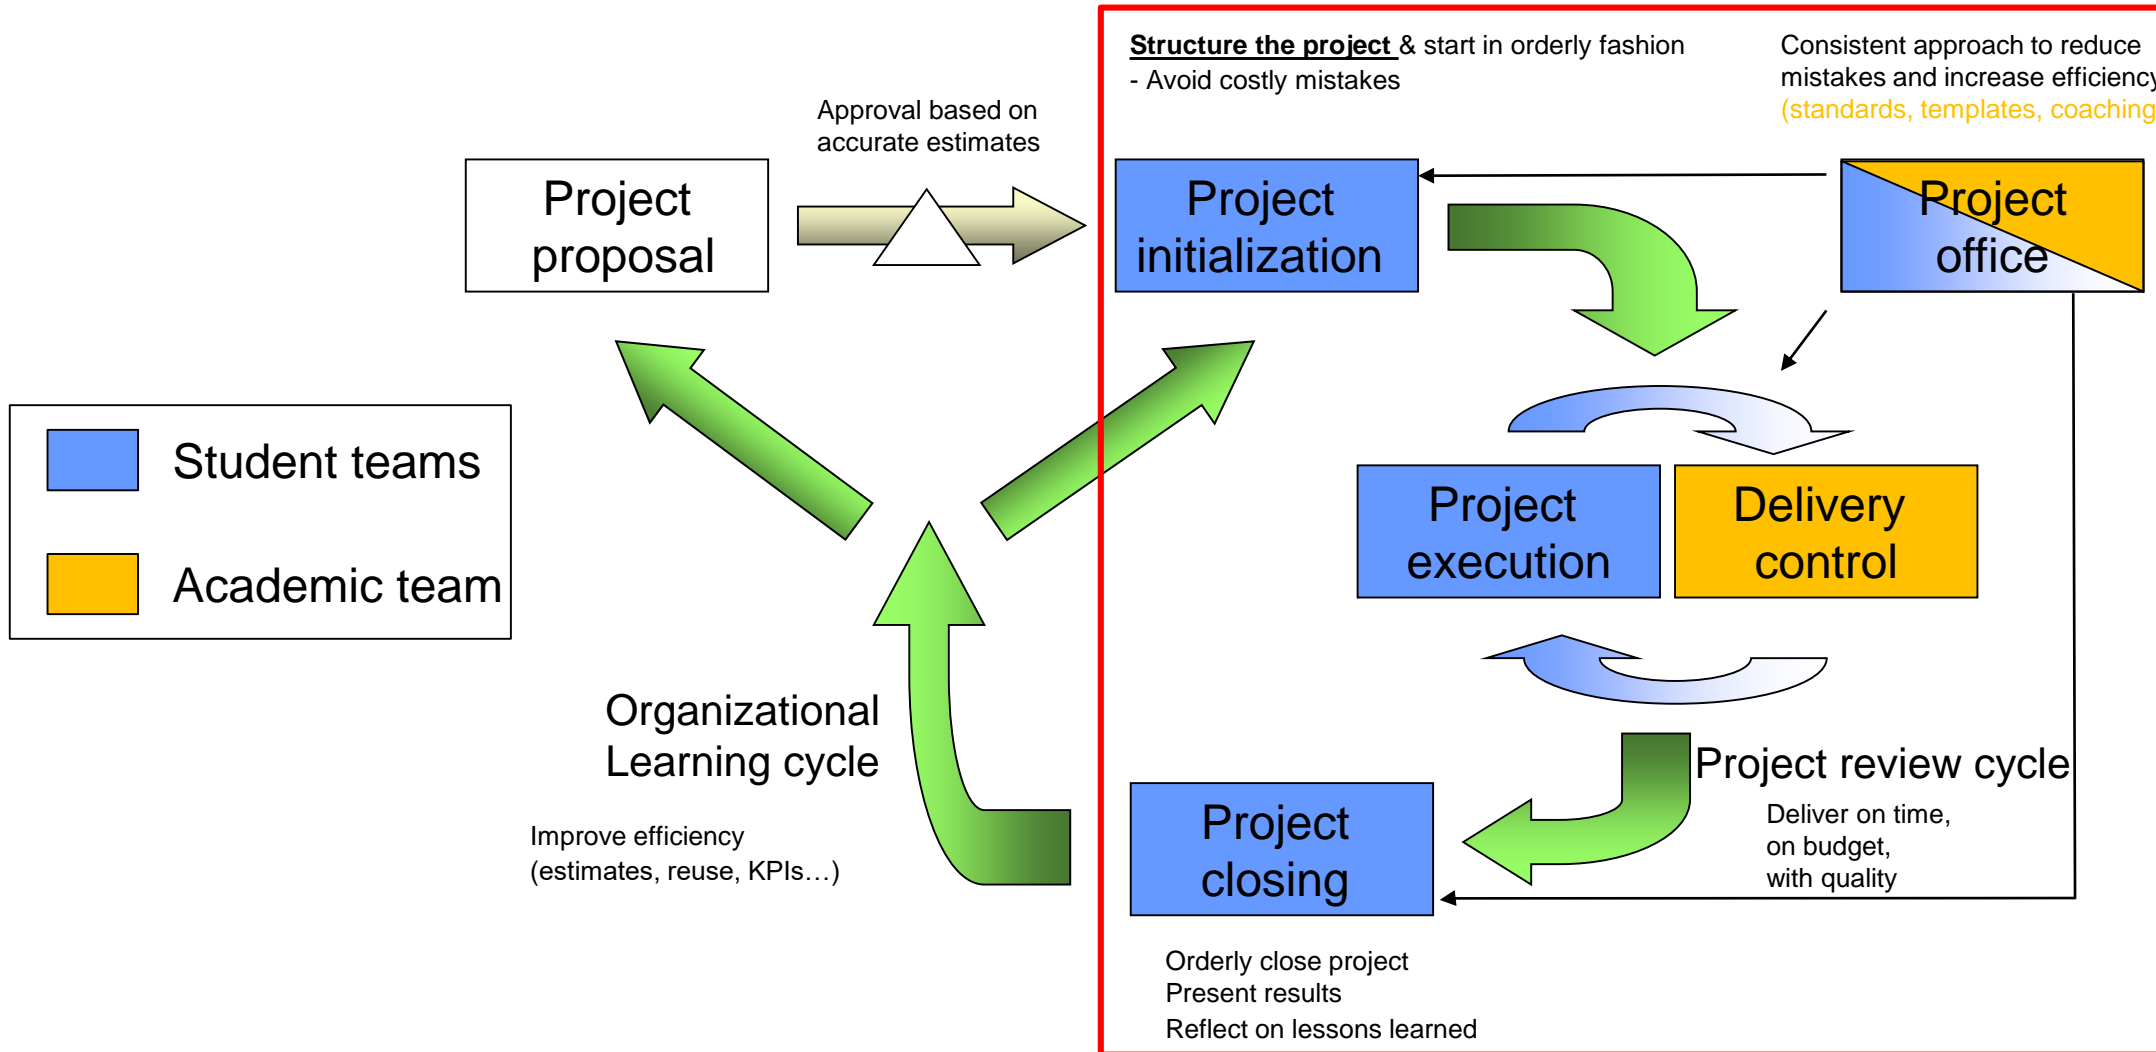 Structure the project & start in orderly fashion
- Avoid costly mistakes
Consistent approach to reduce
mistakes and increase efficiency
(standards, templates, coaching
Approval based on
accurate estimates
Project
proposal
Project
initialization
Project
office
Student teams
Academic team
Project
execution
Delivery
control
Organizational
Learning cycle
Improve efficiency
(estimates, reuse, KPIs…)
Project review cycle
Deliver on time,
on budget,
with quality
Project
closing
Orderly close project
Present results
Reflect on lessons learned